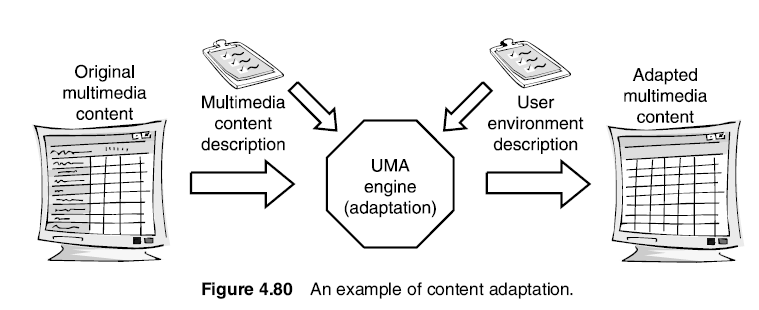 Original
multimedia
content
Multimedia
content
description
UMA
engine
(adaptation)
User
environment
description
Adapted
multimedia
content
Figure 4.80 An example of content adaptation.